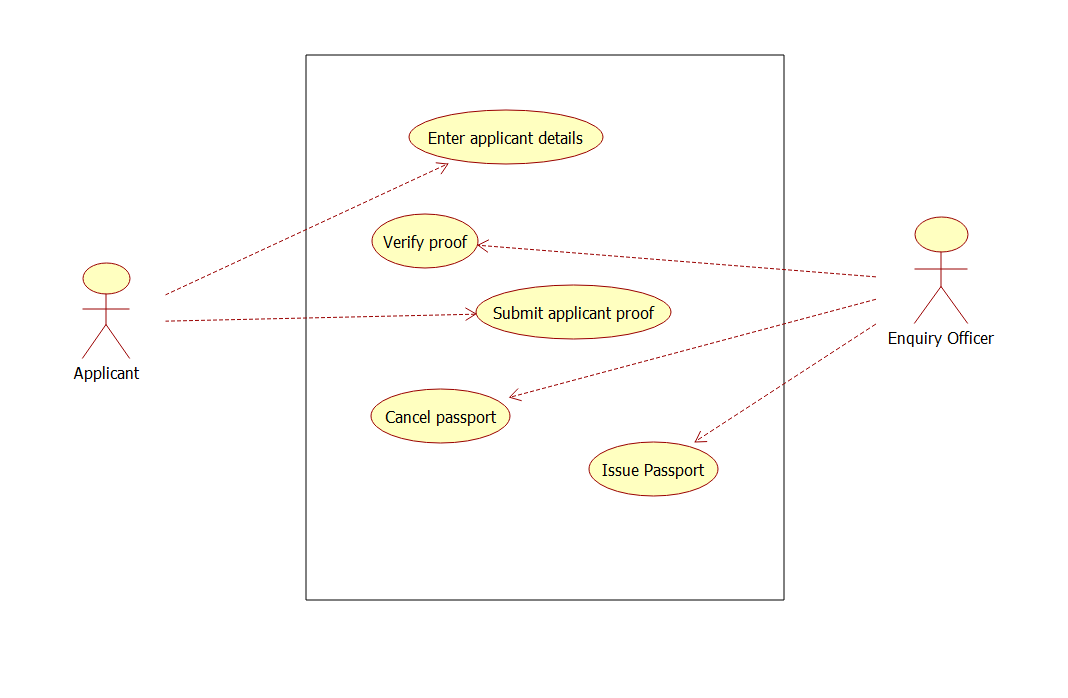 Enter applicant details
Verify proof
Submit applicant proof
Enquiry Officer
Applicant
Cancel passport
Issue Passport